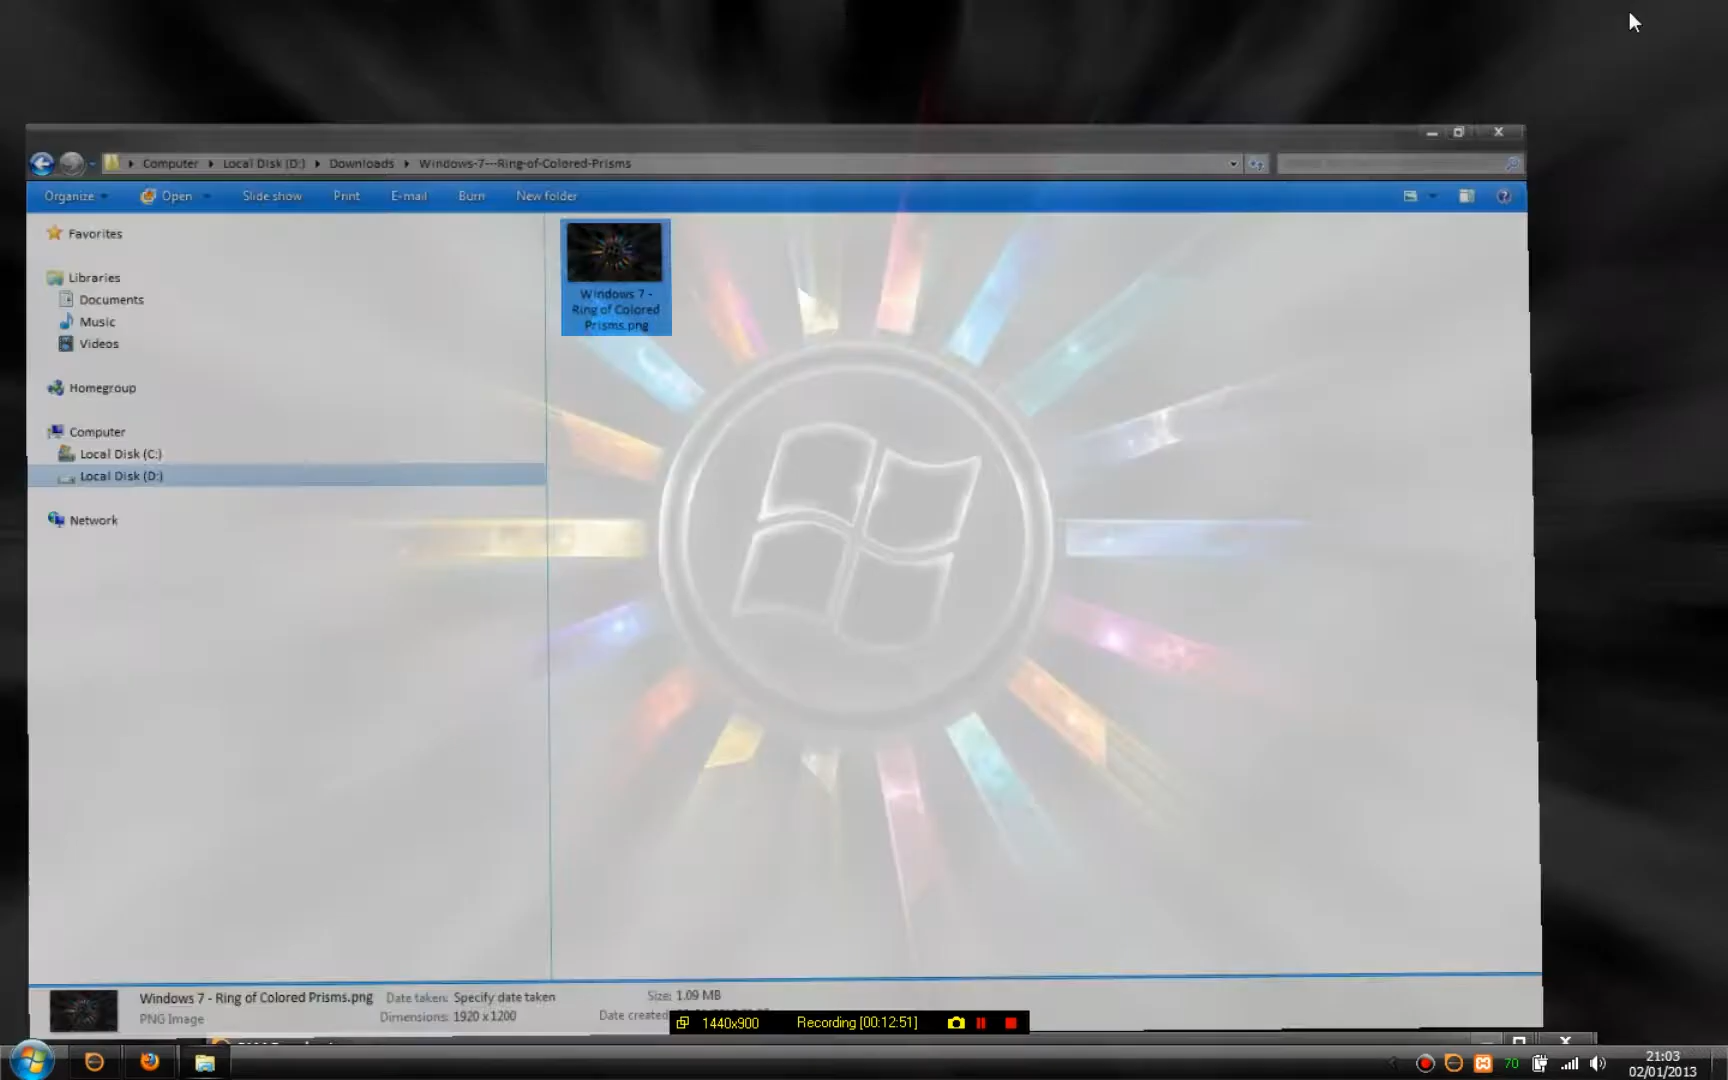 Computer Local Disk (D:) Downloads Windows-7---Ring-of-Colored-Prisms
Organize Open Slide show Print E-mail Burn New folder
Favorites
Libraries
Documents
Music
Videos
Homegroup
Computer
Local Disk (C:)
Local Disk (D:)
Network
Windows 7 -
Ring of Colored
Prisms.png
Windows 7 - Ring of Colored Prisms.png Date taken: Specify date taken Size: 1.09 MB
PNG Image Dimensions: 1920 x 1200 Date created:
1440x900 Recording [00:12:51]
70
21:03
02/01/2013